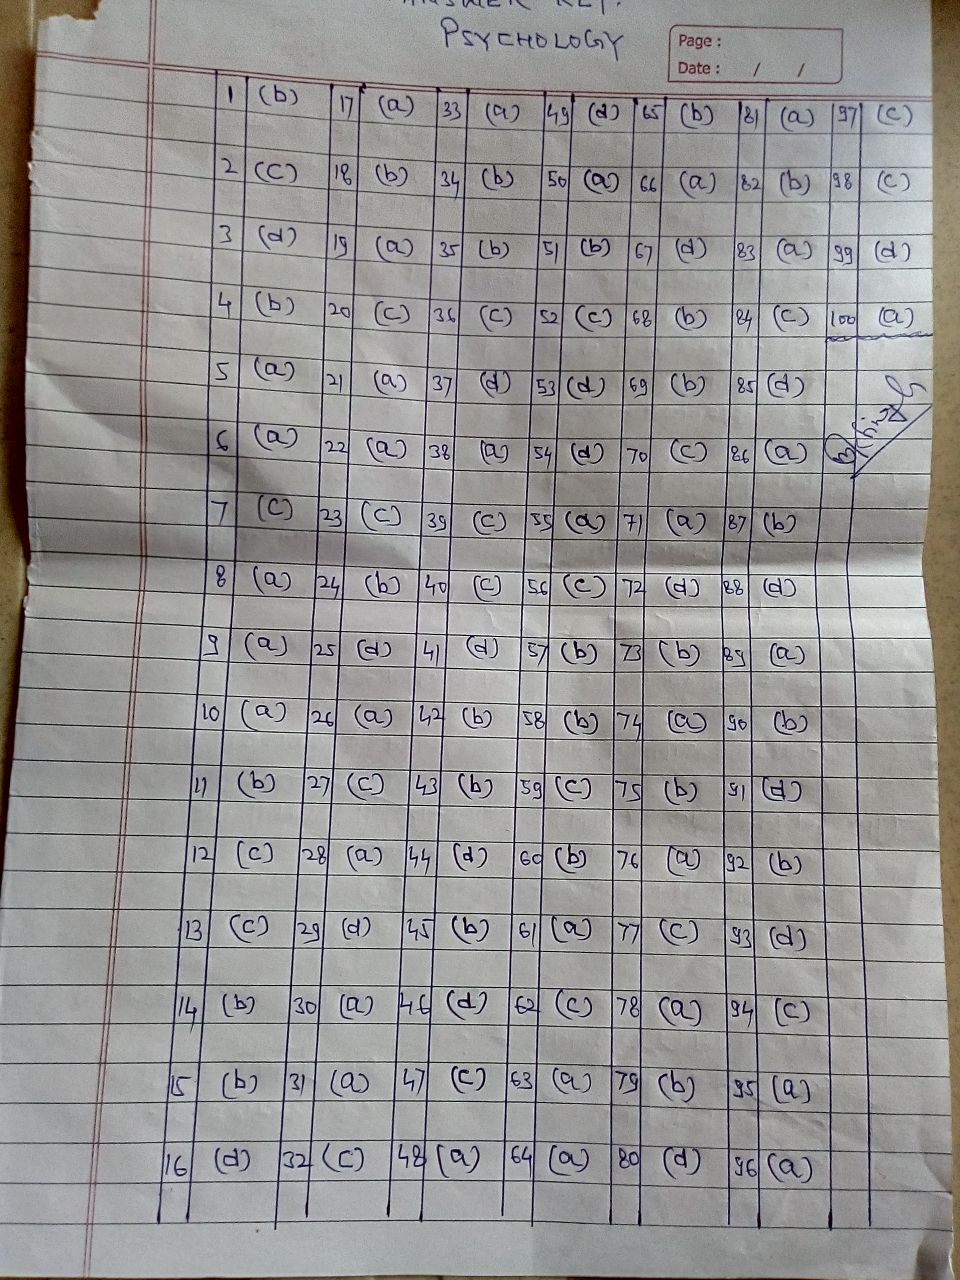 ANSWER KEY.
PSYCHOLOGY
Page :
Date : / /
1 (b) 17 (a) 33 (a) 49 (d) 65 (b) 81 (a) 97 (c)
2 (c) 18 (b) 34 (b) 50 (a) 66 (a) 82 (b) 98 (c)
3 (d) 19 (a) 35 (b) 51 (b) 67 (d) 83 (a) 99 (d)
4 (b) 20 (c) 36 (c) 52 (c) 68 (b) 84 (c) 100 (a)
5 (a) 21 (a) 37 (d) 53 (d) 69 (b) 85 (d)
6 (a) 22 (a) 38 (a) 54 (d) 70 (c) 86 (a)
7 (c) 23 (c) 39 (c) 55 (a) 71 (a) 87 (b)
8 (a) 24 (b) 40 (c) 56 (c) 72 (d) 88 (d)
9 (a) 25 (d) 41 (d) 57 (b) 73 (b) 89 (a)
10 (a) 26 (a) 42 (b) 58 (b) 74 (a) 90 (b)
11 (b) 27 (c) 43 (b) 59 (c) 75 (b) 91 (d)
12 (c) 28 (a) 44 (d) 60 (b) 76 (a) 92 (b)
13 (c) 29 (d) 45 (b) 61 (a) 77 (c) 93 (d)
14 (b) 30 (a) 46 (d) 62 (c) 78 (a) 94 (c)
15 (b) 31 (a) 47 (c) 63 (a) 79 (b) 95 (a)
16 (d) 32 (c) 48 (a) 64 (a) 80 (d) 96 (a)